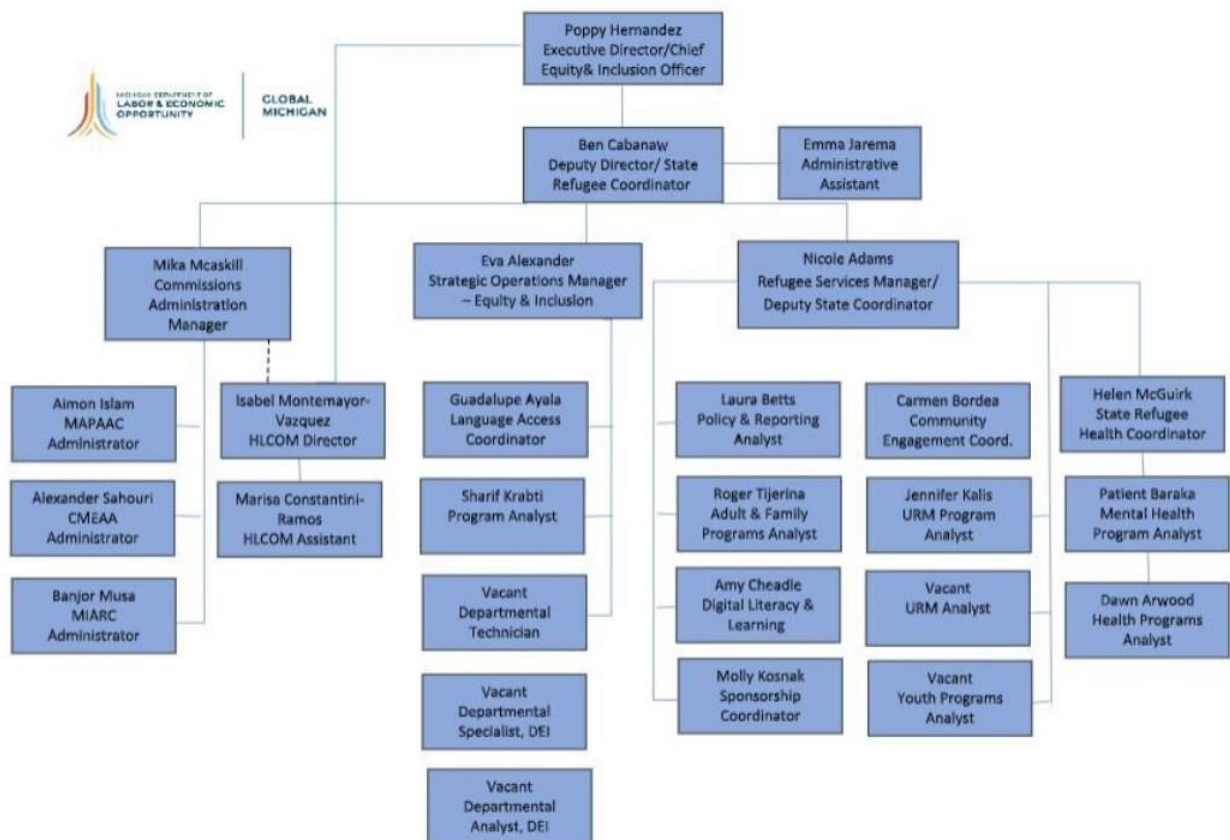 Poppy Hernandez
Executive Director/Chief
Equity& Inclusion Officer
MICHIGAN DEPARTMENT OF
LABOR & ECONOMIC
OPPORTUNITY
GLOBAL
MICHIGAN
Ben Cabanaw
Deputy Director/ State
Refugee Coordinator
Emma Jarema
Administrative
Assistant
Mika Mcaskill
Commissions
Administration
Manager
Eva Alexander
Strategic Operations Manager
– Equity & Inclusion
Nicole Adams
Refugee Services Manager/
Deputy State Coordinator
Aimon Islam
MAPAAC
Administrator
Isabel Montemayor-
Vazquez
HLCOM Director
Guadalupe Ayala
Language Access
Coordinator
Laura Betts
Policy & Reporting
Analyst
Carmen Bordea
Community
Engagement Coord.
Helen McGuirk
State Refugee
Health Coordinator
Alexander Sahouri
CMEAA
Administrator
Marisa Constantini-
Ramos
HLCOM Assistant
Sharif Krabti
Program Analyst
Roger Tijerina
Adult & Family
Programs Analyst
Jennifer Kalis
URM Program
Analyst
Patient Baraka
Mental Health
Program Analyst
Banjor Musa
MIARC
Administrator
Vacant
Departmental
Technician
Amy Cheadle
Digital Literacy &
Learning
Vacant
URM Analyst
Dawn Arwood
Health Programs
Analyst
Vacant
Departmental
Specialist, DEI
Molly Kosnak
Sponsorship
Coordinator
Vacant
Youth Programs
Analyst
Vacant
Departmental
Analyst, DEI